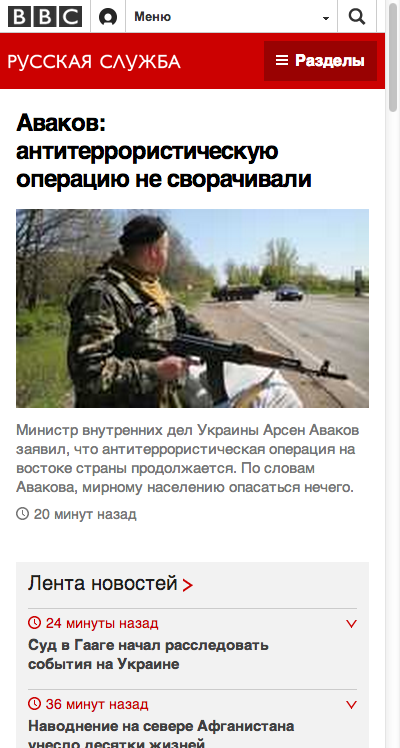 BBC
Меню
РУССКАЯ СЛУЖБА
Разделы
Аваков:
антитеррористическую
операцию не сворачивали
Министр внутренних дел Украины Арсен Аваков
заявил, что антитеррористическая операция на
востоке страны продолжается. По словам
Авакова, мирному населению опасаться нечего.
20 минут назад
Лента новостей
24 минуты назад
Суд в Гааге начал расследовать
события на Украине
36 минут назад
Наводнение на севере Афганистана
унесло десятки жизней